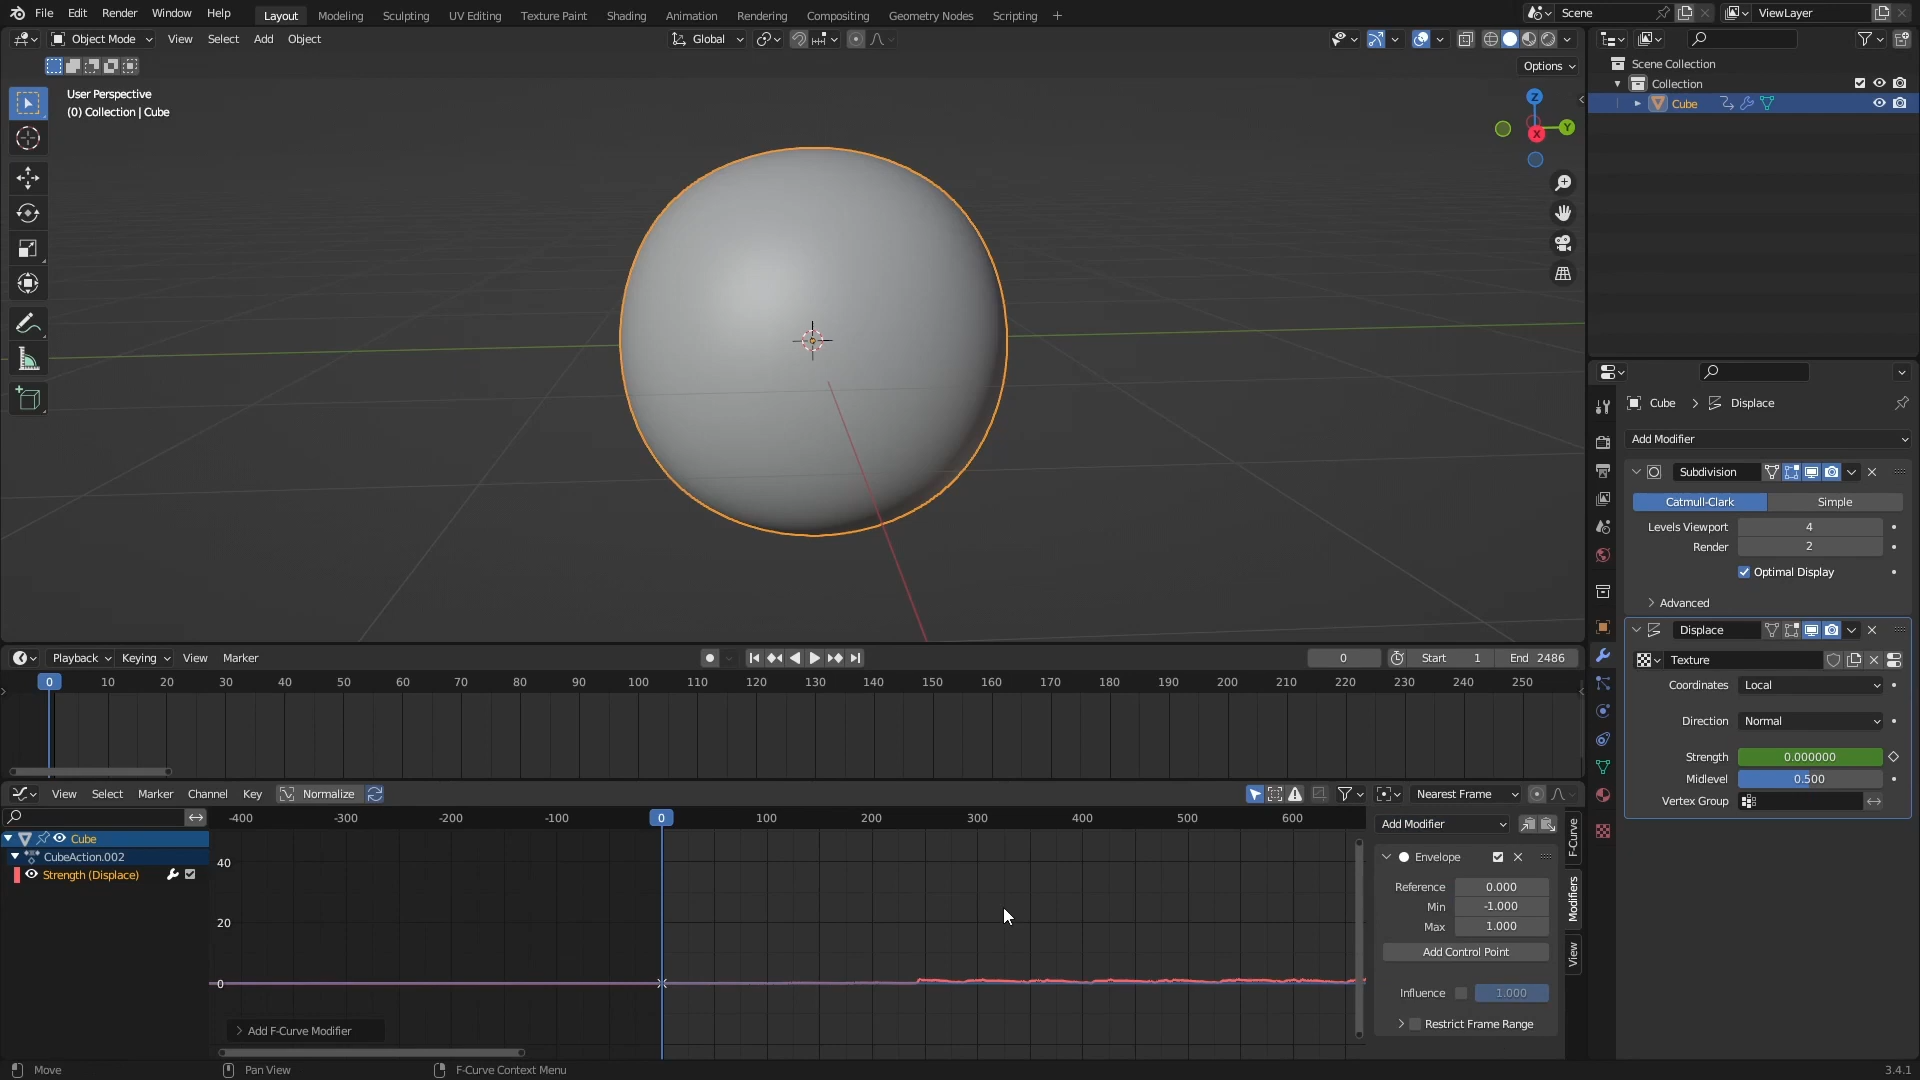 File Edit Render Window Help Layout Modeling Sculpting UV Editing Texture Paint Shading Animation Rendering Compositing Geometry Nodes Scripting + Scene ViewLayer
Object Mode View Select Add Object Global
Options
User Perspective
(0) Collection | Cube
Z
Y
X
Scene Collection
Collection
Cube
Cube > Displace
Add Modifier
Subdivision
Catmull-Clark Simple
Levels Viewport 4
Render 2
Optimal Display
Advanced
Displace
Texture
Coordinates Local
Direction Normal
Strength 0.000000
Midlevel 0.500
Vertex Group
Playback Keying View Marker 0 Start 1 End 2486
0 10 20 30 40 50 60 70 80 90 100 110 120 130 140 150 160 170 180 190 200 210 220 230 240 250
View Select Marker Channel Key Normalize Nearest Frame
-400 -300 -200 -100 0 100 200 300 400 500 600
Cube
CubeAction.002
Strength (Displace)
40
20
0
Add F-Curve Modifier
Add Modifier
Envelope
Reference 0.000
Min -1.000
Max 1.000
Add Control Point
Influence 1.000
Restrict Frame Range
F-Curve
Modifiers
View
Move Pan View F-Curve Context Menu 3.4.1